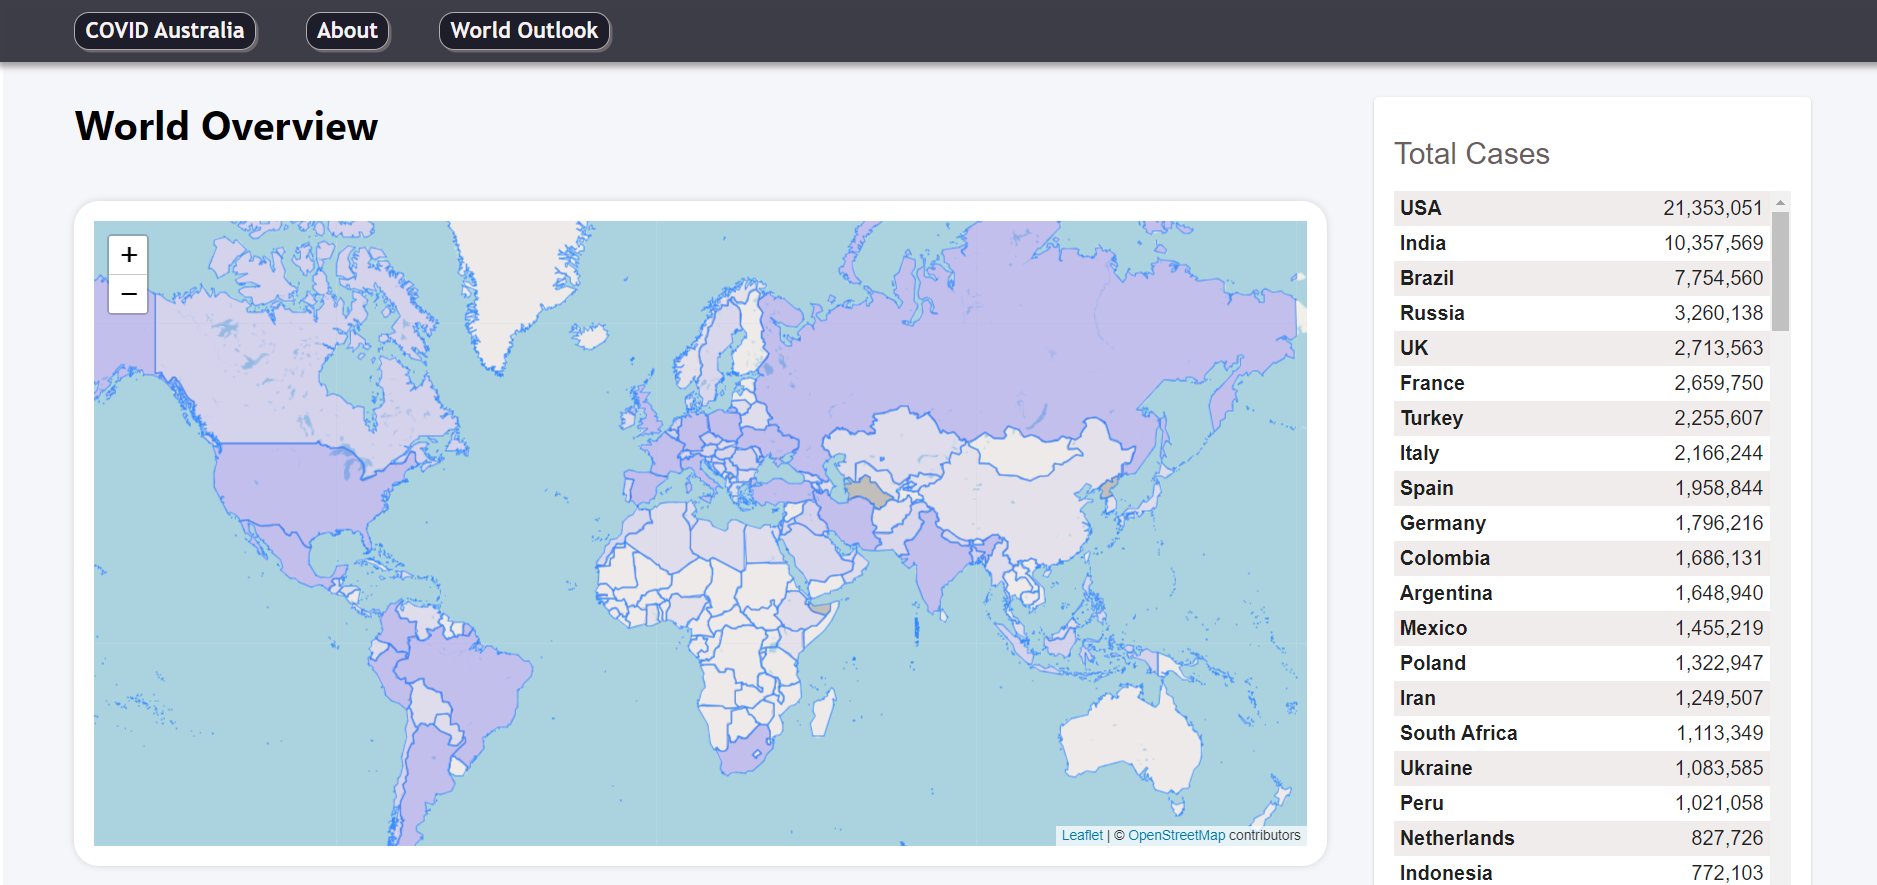 COVID Australia About World Outlook
World Overview
+
−
Leaflet | © OpenStreetMap contributors
Total Cases
USA 21,353,051
India 10,357,569
Brazil 7,754,560
Russia 3,260,138
UK 2,713,563
France 2,659,750
Turkey 2,255,607
Italy 2,166,244
Spain 1,958,844
Germany 1,796,216
Colombia 1,686,131
Argentina 1,648,940
Mexico 1,455,219
Poland 1,322,947
Iran 1,249,507
South Africa 1,113,349
Ukraine 1,083,585
Peru 1,021,058
Netherlands 827,726
Indonesia 772,103